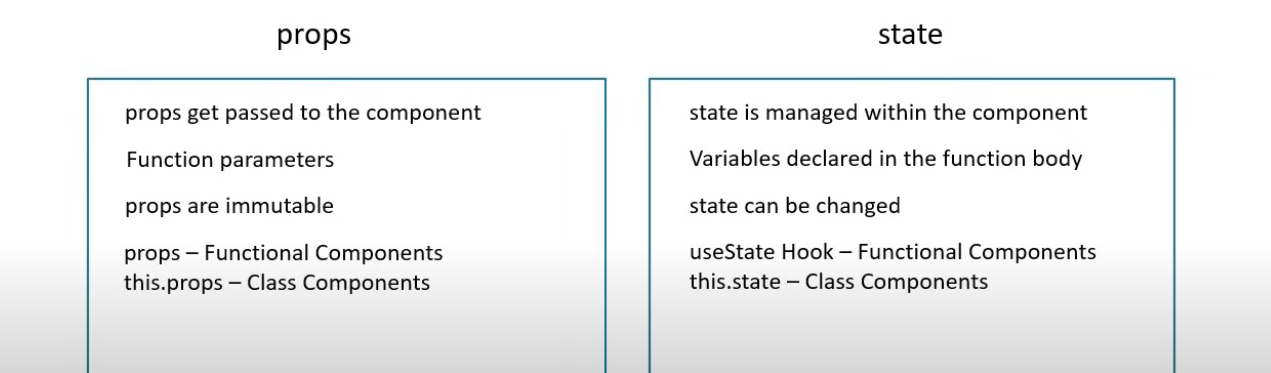 props
props get passed to the component
Function parameters
props are immutable
props – Functional Components
this.props – Class Components
state
state is managed within the component
Variables declared in the function body
state can be changed
useState Hook – Functional Components
this.state – Class Components